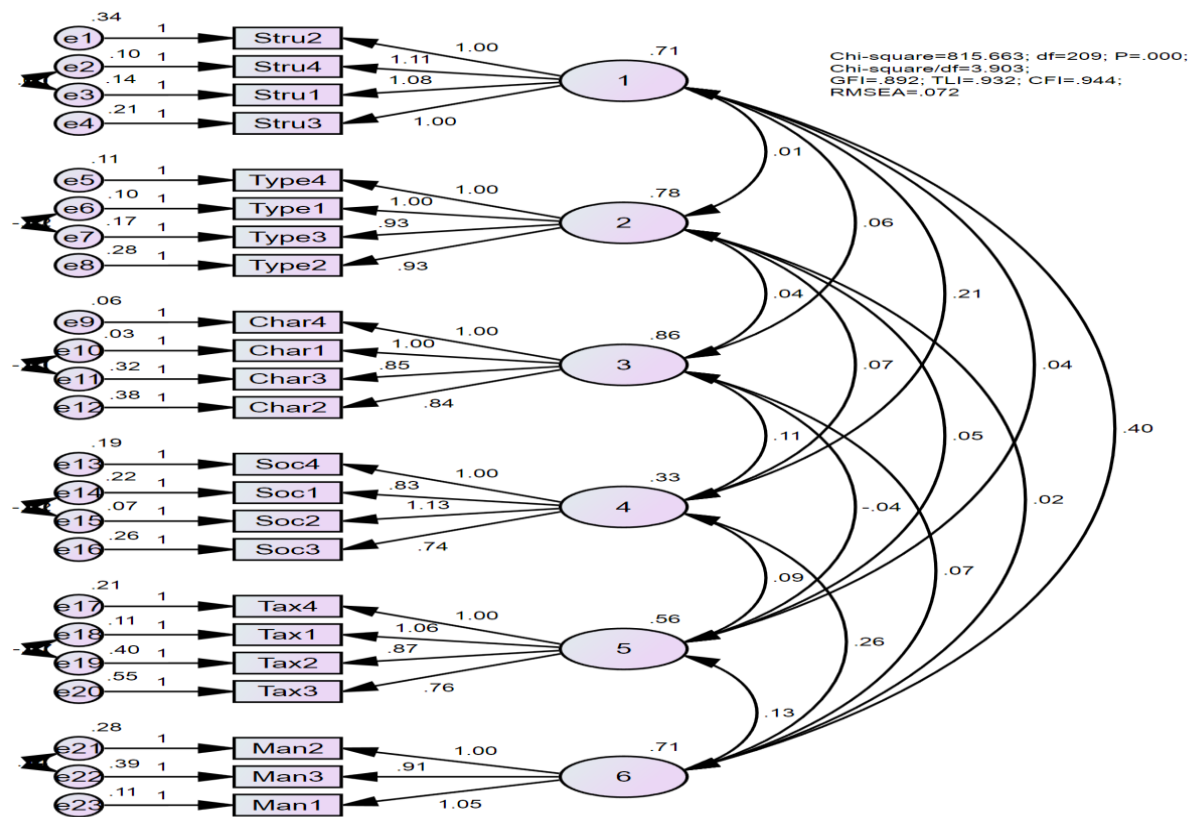 Chi-square=815.663; df=209; P=.000;
Chi-square/df=3.903;
GFI=.892; TLI=.932; CFI=.944;
RMSEA=.072
.34
e1 1 Stru2 1.00 .71
.10
e2 1 Stru4 1.11
.14
e3 1 Stru1 1.08 1
.21
e4 1 Stru3 1.00
.01
.11
e5 1 Type4 1.00 .78
.10
e6 1 Type1 1.00
.17
e7 1 Type3 .93 2 .06
.28
e8 1 Type2 .93
.04 .21
.06
e9 1 Char4 1.00 .86
.03
e10 1 Char1 1.00
.32
e11 1 Char3 .85 3 .07 .04
.38
e12 1 Char2 .84
.11 .05 .40
.19
e13 1 Soc4 1.00 .33
.22
e14 1 Soc1 .83
.07
e15 1 Soc2 1.13 4 -.04 .02
.26
e16 1 Soc3 .74
.09 .07
.21
e17 1 Tax4 1.00 .56
.11
e18 1 Tax1 1.06
.40
e19 1 Tax2 .87 5 .26
.55
e20 1 Tax3 .76
.13
.28
e21 1 Man2 1.00 .71
.39
e22 1 Man3 .91 6
.11
e23 1 Man1 1.05